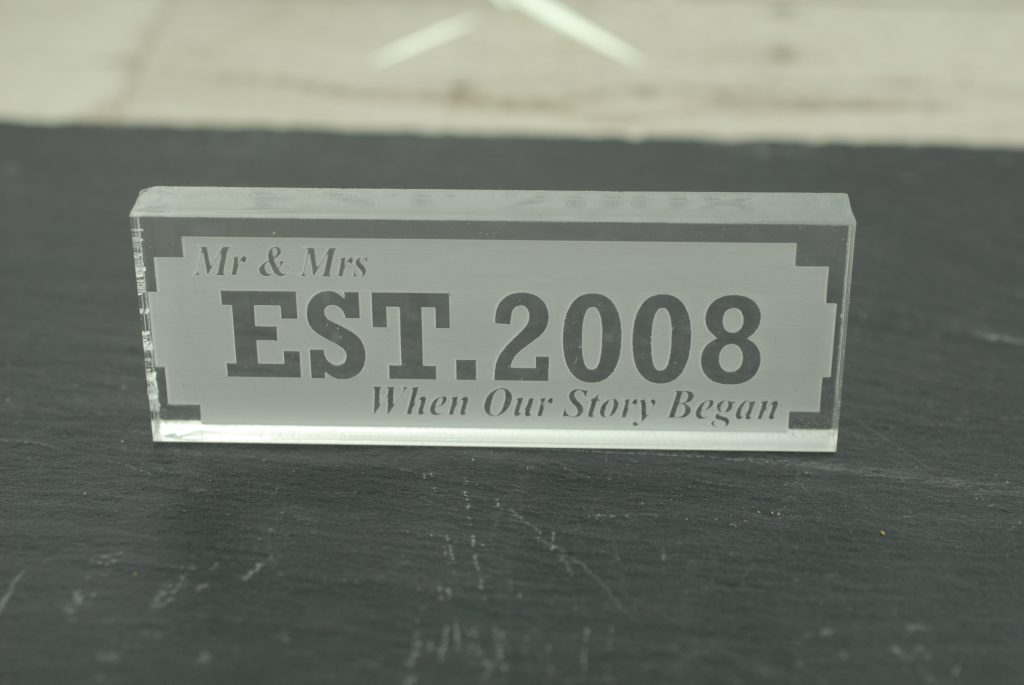 Mr & Mrs
EST.2008
When Our Story Began